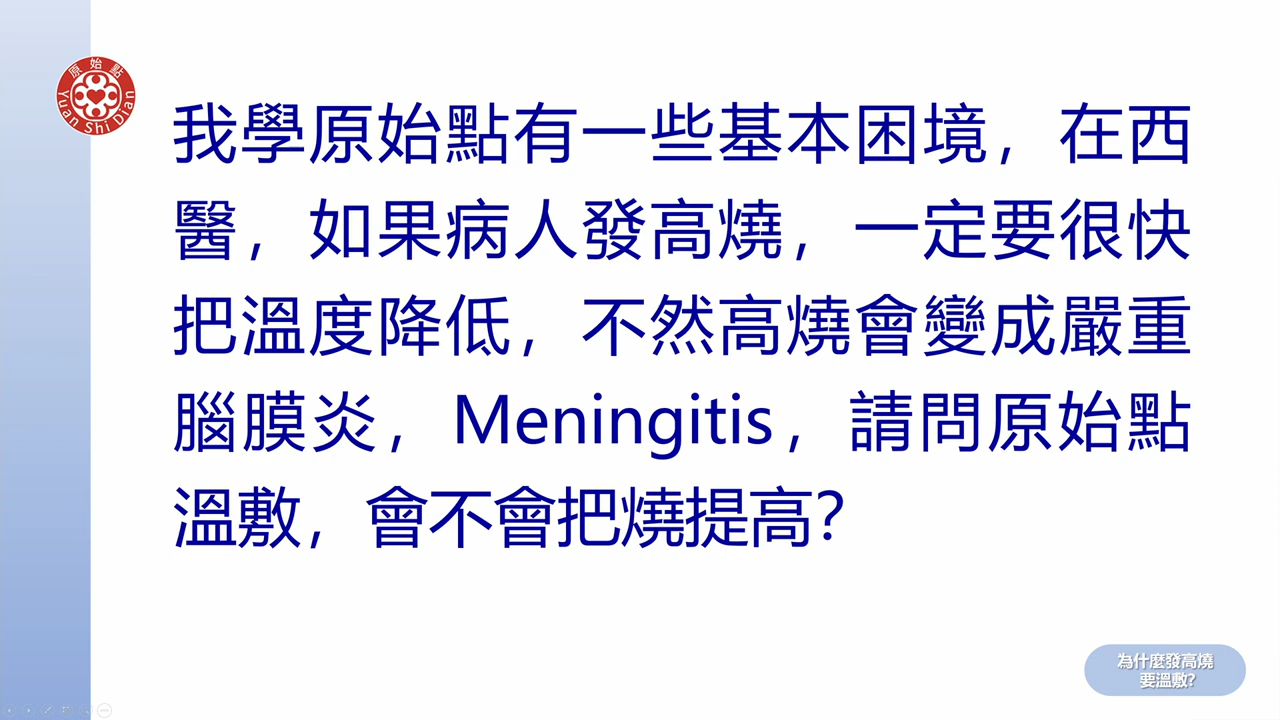 原始點
Yuan Shi Dian
我學原始點有一些基本困境，在西
醫，如果病人發高燒，一定要很快
把溫度降低，不然高燒會變成嚴重
腦膜炎，Meningitis，請問原始點
溫敷，會不會把燒提高？
為什麼發高燒
要溫敷?